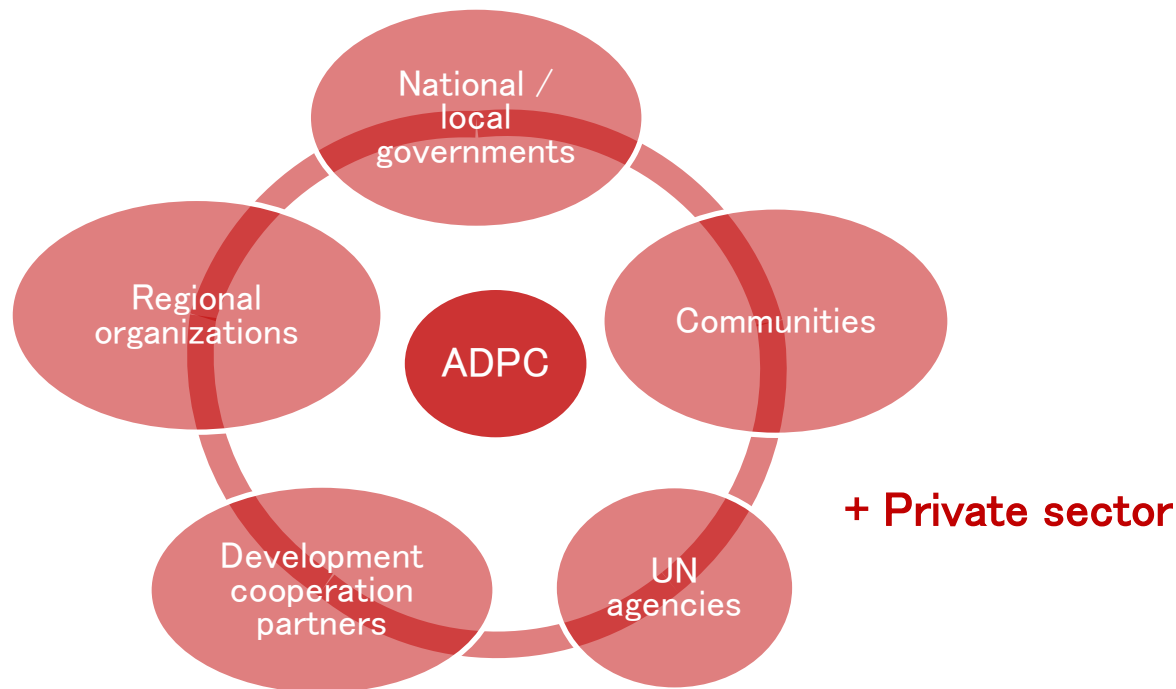 National /
local
governments
Regional
organizations
Communities
ADPC
+ Private sector
Development
cooperation
partners
UN
agencies